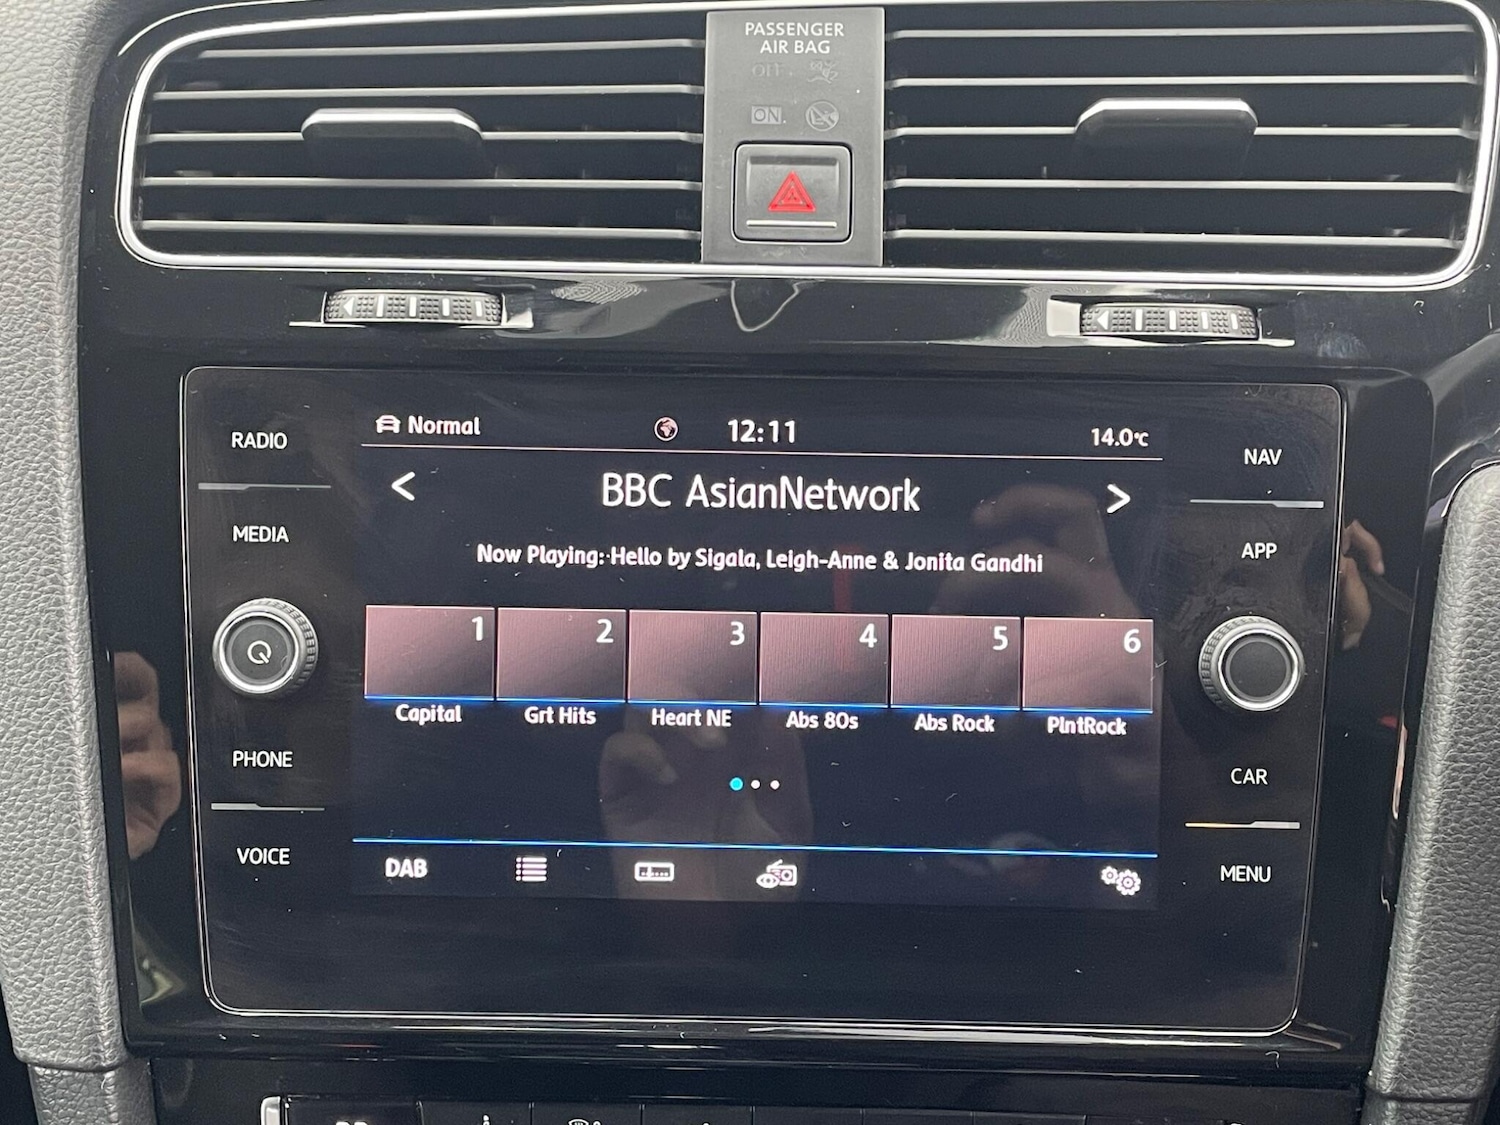 PASSENGER
AIR BAG
OFF
ON
RADIO
MEDIA
PHONE
VOICE
Normal
12:11
14.0°C
< BBC AsianNetwork >
Now Playing: Hello by Sigala, Leigh-Anne & Jonita Gandhi
1 2 3 4 5 6
Capital Grt Hits Heart NE Abs 80s Abs Rock PlntRock
DAB
NAV
APP
CAR
MENU